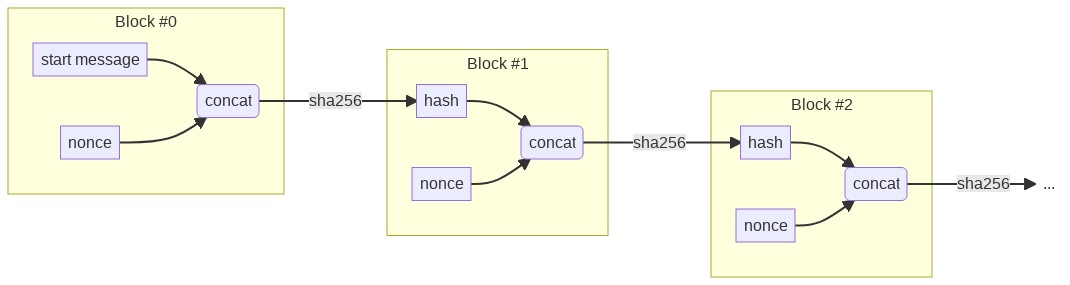 Block #0
start message
nonce
concat
sha256
Block #1
hash
nonce
concat
sha256
Block #2
hash
nonce
concat
sha256
...